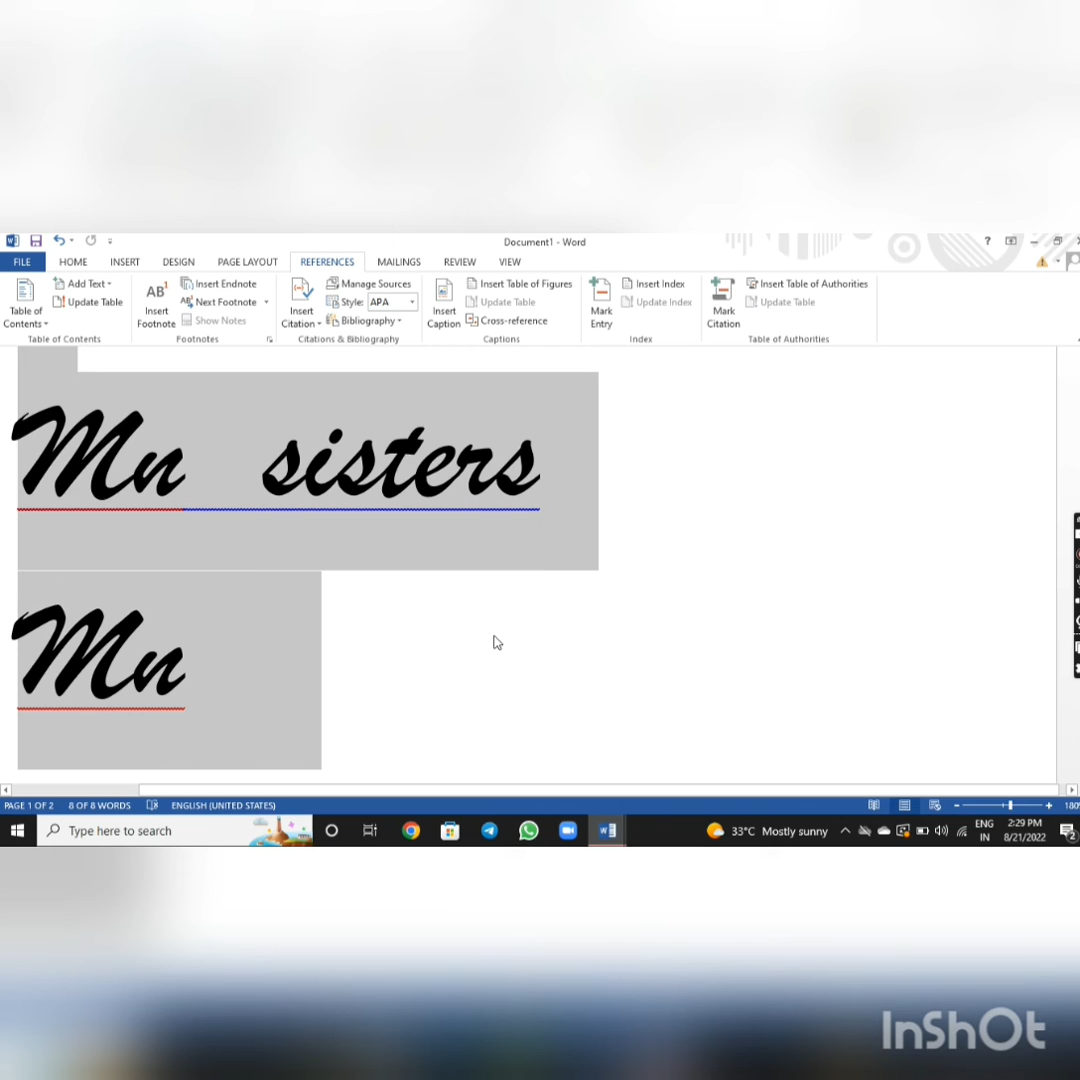 Document1 - Word
?
FILE HOME INSERT DESIGN PAGE LAYOUT REFERENCES MAILINGS REVIEW VIEW
Table of Contents
Add Text
Update Table
Table of Contents
AB1 Insert Footnote
Insert Endnote
AB1 Next Footnote
Show Notes
Footnotes
Insert Citation
Manage Sources
Style: APA
Bibliography
Citations & Bibliography
Insert Caption
Insert Table of Figures
Update Table
Cross-reference
Captions
Mark Entry
Insert Index
Update Index
Index
Mark Citation
Insert Table of Authorities
Update Table
Table of Authorities
Mn sisters
Mn
PAGE 1 OF 2 8 OF 8 WORDS ENGLISH (UNITED STATES) - +
Type here to search
33°C Mostly sunny
ENG IN
2:29 PM
8/21/2022
2
InShOt